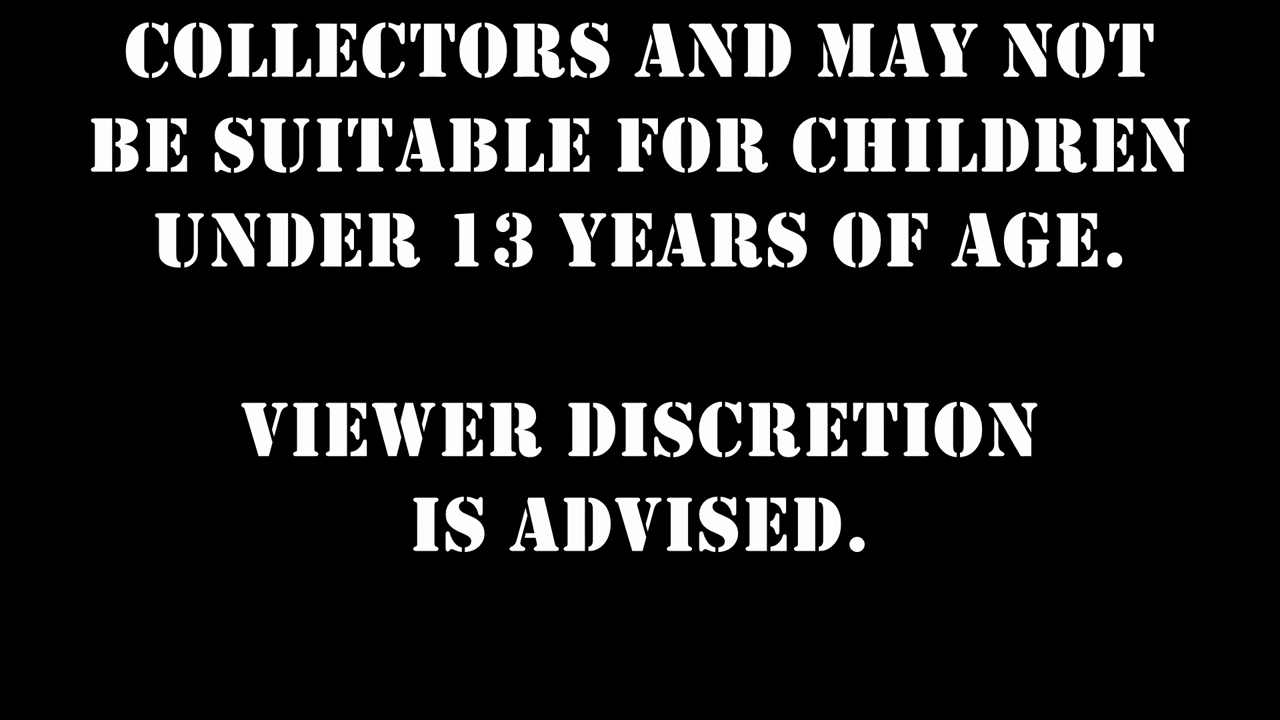 COLLECTORS AND MAY NOT
BE SUITABLE FOR CHILDREN
UNDER 13 YEARS OF AGE.
VIEWER DISCRETION
IS ADVISED.